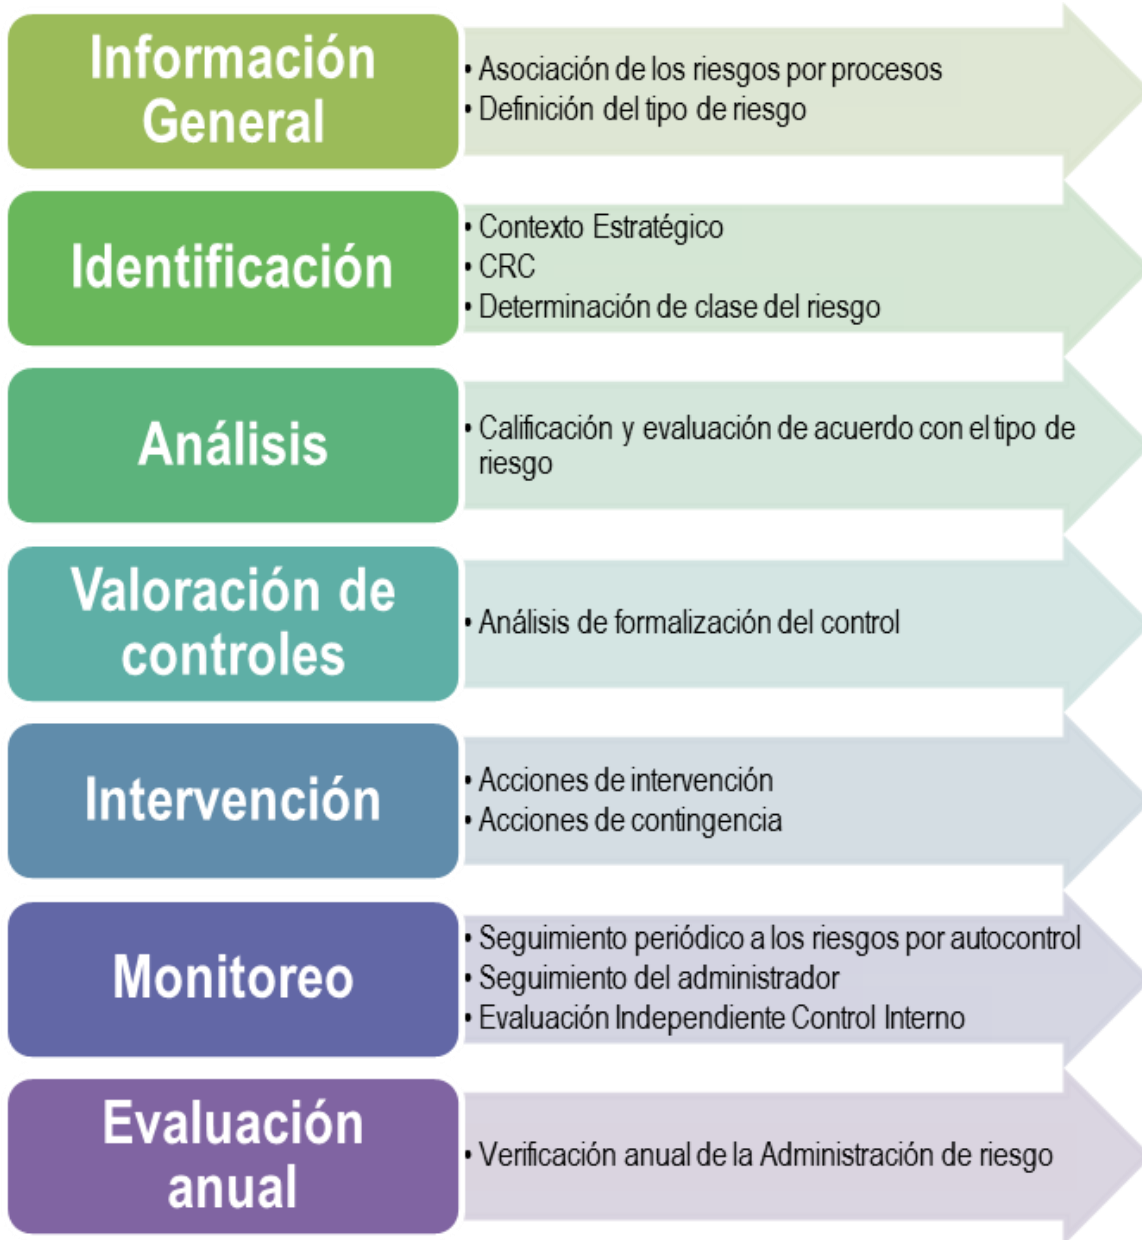 Información
General
• Asociación de los riesgos por procesos
• Definición del tipo de riesgo
Identificación
• Contexto Estratégico
• CRC
• Determinación de clase del riesgo
Análisis
• Calificación y evaluación de acuerdo con el tipo de
riesgo
Valoración de
controles
• Análisis de formalización del control
Intervención
• Acciones de intervención
• Acciones de contingencia
Monitoreo
• Seguimiento periódico a los riesgos por autocontrol
• Seguimiento del administrador
• Evaluación Independiente Control Interno
Evaluación
anual
• Verificación anual de la Administración de riesgo